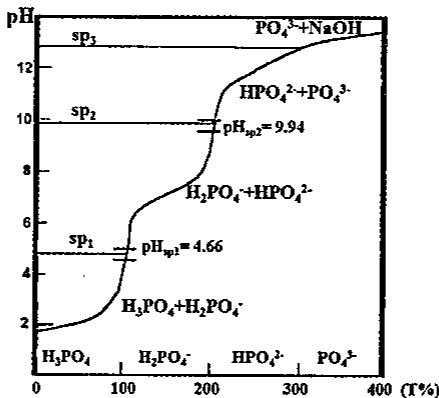 pH
PO₄³⁻+NaOH
sp₃
12
HPO₄²⁻+PO₄³⁻
10
sp₂
pHsp2= 9.94
8
H₂PO₄⁻+HPO₄²⁻
6
sp₁
pHsp1= 4.66
4
H₃PO₄+H₂PO₄⁻
2
H₃PO₄ H₂PO₄⁻ HPO₄²⁻ PO₄³⁻
0 100 200 300 400 (T%)